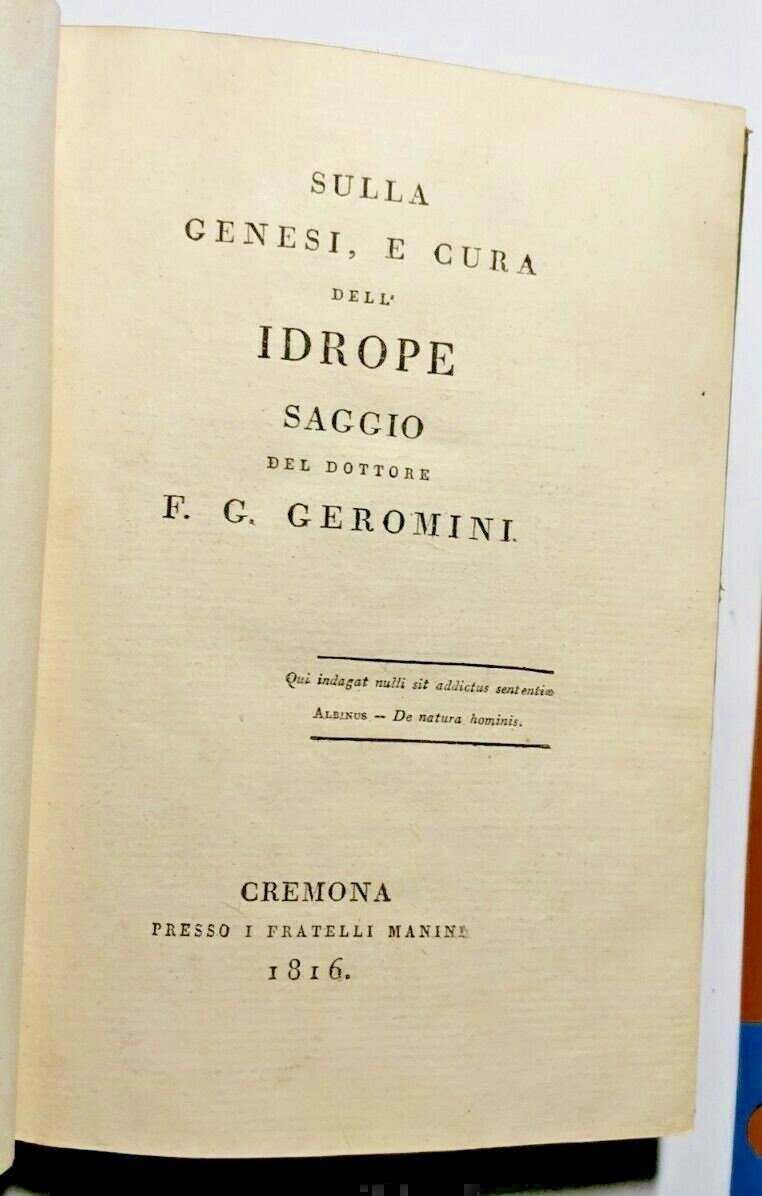 SULLA
GENESI, E CURA
DELL'
IDROPE
SAGGIO
DEL DOTTORE
F. G. GEROMINI.
Qui indagat nulli sit addictus sententiæ
ALBINUS — De natura hominis.
CREMONA
PRESSO I FRATELLI MANINI
1816.